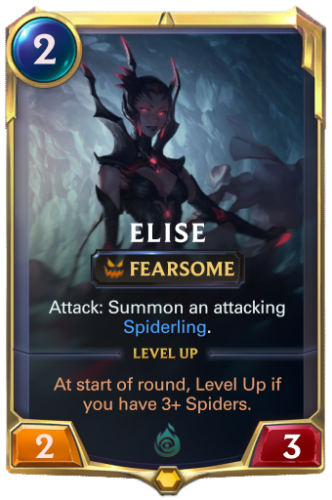 2
ELISE
FEARSOME
Attack: Summon an attacking
Spiderling.
LEVEL UP
At start of round, Level Up if
you have 3+ Spiders.
2
3